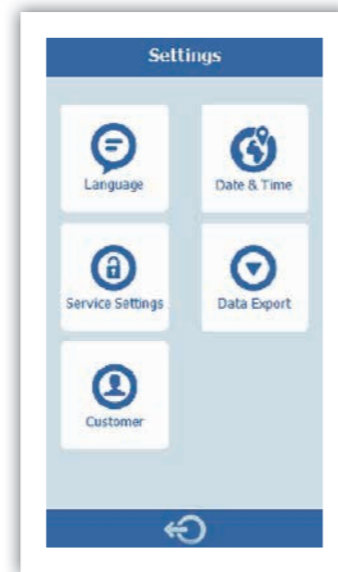 Settings
Language
Date & Time
Service Settings
Data Export
Customer